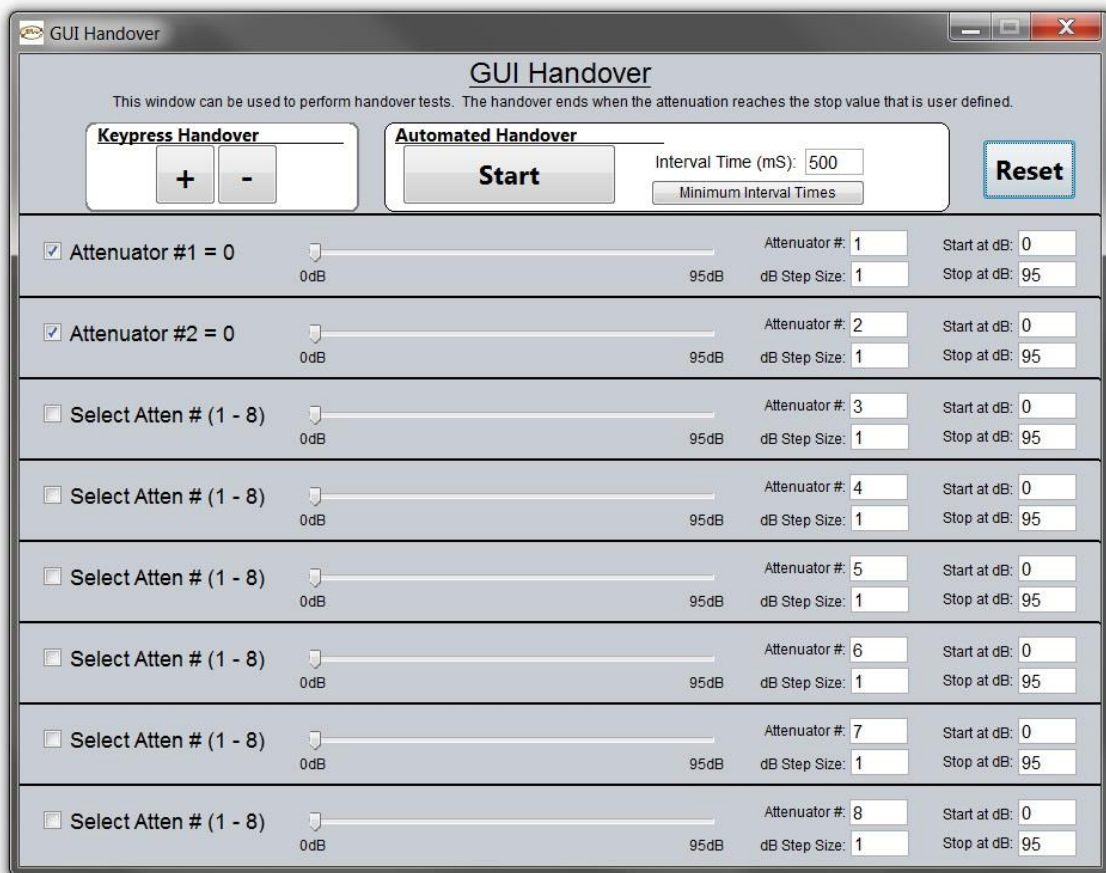 GUI Handover
GUI Handover
This window can be used to perform handover tests. The handover ends when the attenuation reaches the stop value that is user defined.
Keypress Handover
+ -
Automated Handover
Start
Interval Time (mS): 500
Minimum Interval Times
Reset
Attenuator #1 = 0
0dB 95dB
Attenuator #: 1 Start at dB: 0
dB Step Size: 1 Stop at dB: 95
Attenuator #2 = 0
0dB 95dB
Attenuator #: 2 Start at dB: 0
dB Step Size: 1 Stop at dB: 95
Select Atten # (1 - 8)
0dB 95dB
Attenuator #: 3 Start at dB: 0
dB Step Size: 1 Stop at dB: 95
Select Atten # (1 - 8)
0dB 95dB
Attenuator #: 4 Start at dB: 0
dB Step Size: 1 Stop at dB: 95
Select Atten # (1 - 8)
0dB 95dB
Attenuator #: 5 Start at dB: 0
dB Step Size: 1 Stop at dB: 95
Select Atten # (1 - 8)
0dB 95dB
Attenuator #: 6 Start at dB: 0
dB Step Size: 1 Stop at dB: 95
Select Atten # (1 - 8)
0dB 95dB
Attenuator #: 7 Start at dB: 0
dB Step Size: 1 Stop at dB: 95
Select Atten # (1 - 8)
0dB 95dB
Attenuator #: 8 Start at dB: 0
dB Step Size: 1 Stop at dB: 95